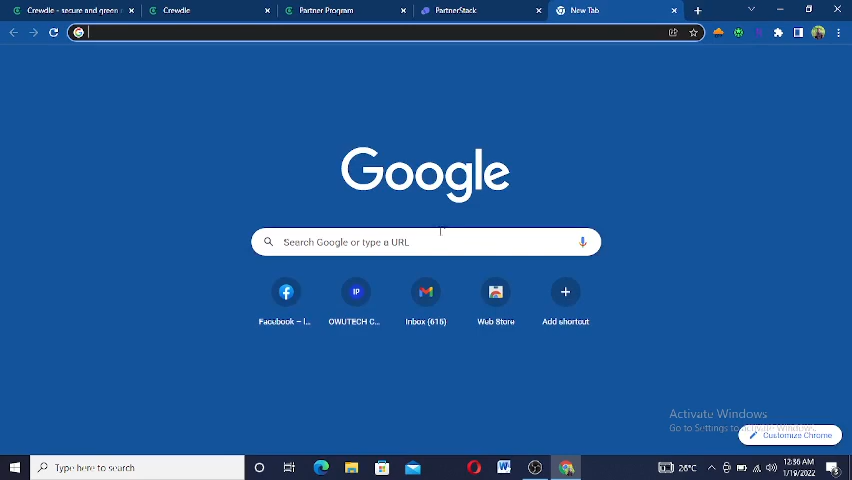 Crewdle - secure and green
Crewdle
Partner Program
PartnerStack
New Tab
Google
Search Google or type a URL
Facebook – l...
OWUTECH C...
Inbox (616)
Web Store
Add shortcut
Activate Windows
Go to Settings to activate Windows.
Customize Chrome
Type here to search
26°C
12:36 AM
1/19/2022